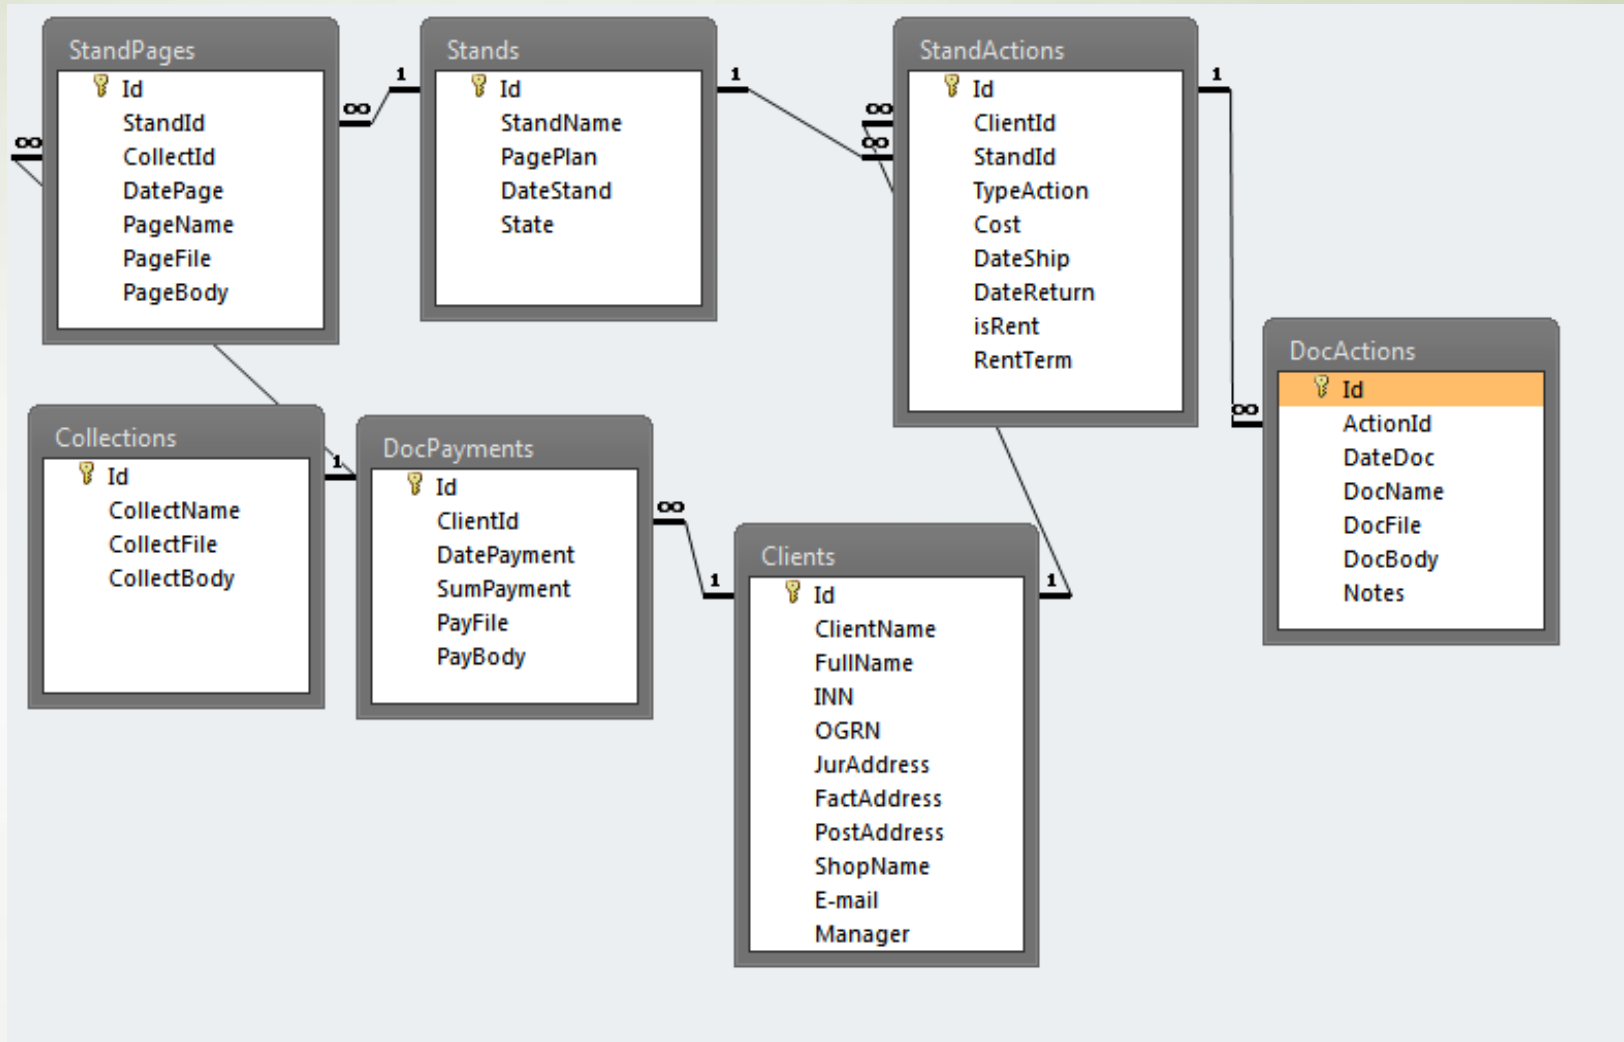 StandPages
Id
StandId
CollectId
DatePage
PageName
PageFile
PageBody
1
∞
∞
Stands
Id
StandName
PagePlan
DateStand
State
1
∞
∞
StandActions
Id
ClientId
StandId
TypeAction
Cost
DateShip
DateReturn
isRent
RentTerm
1
∞
DocActions
Id
ActionId
DateDoc
DocName
DocFile
DocBody
Notes
Collections
Id
CollectName
CollectFile
CollectBody
1
DocPayments
Id
ClientId
DatePayment
SumPayment
PayFile
PayBody
∞
1
Clients
Id
ClientName
FullName
INN
OGRN
JurAddress
FactAddress
PostAddress
ShopName
E-mail
Manager
1